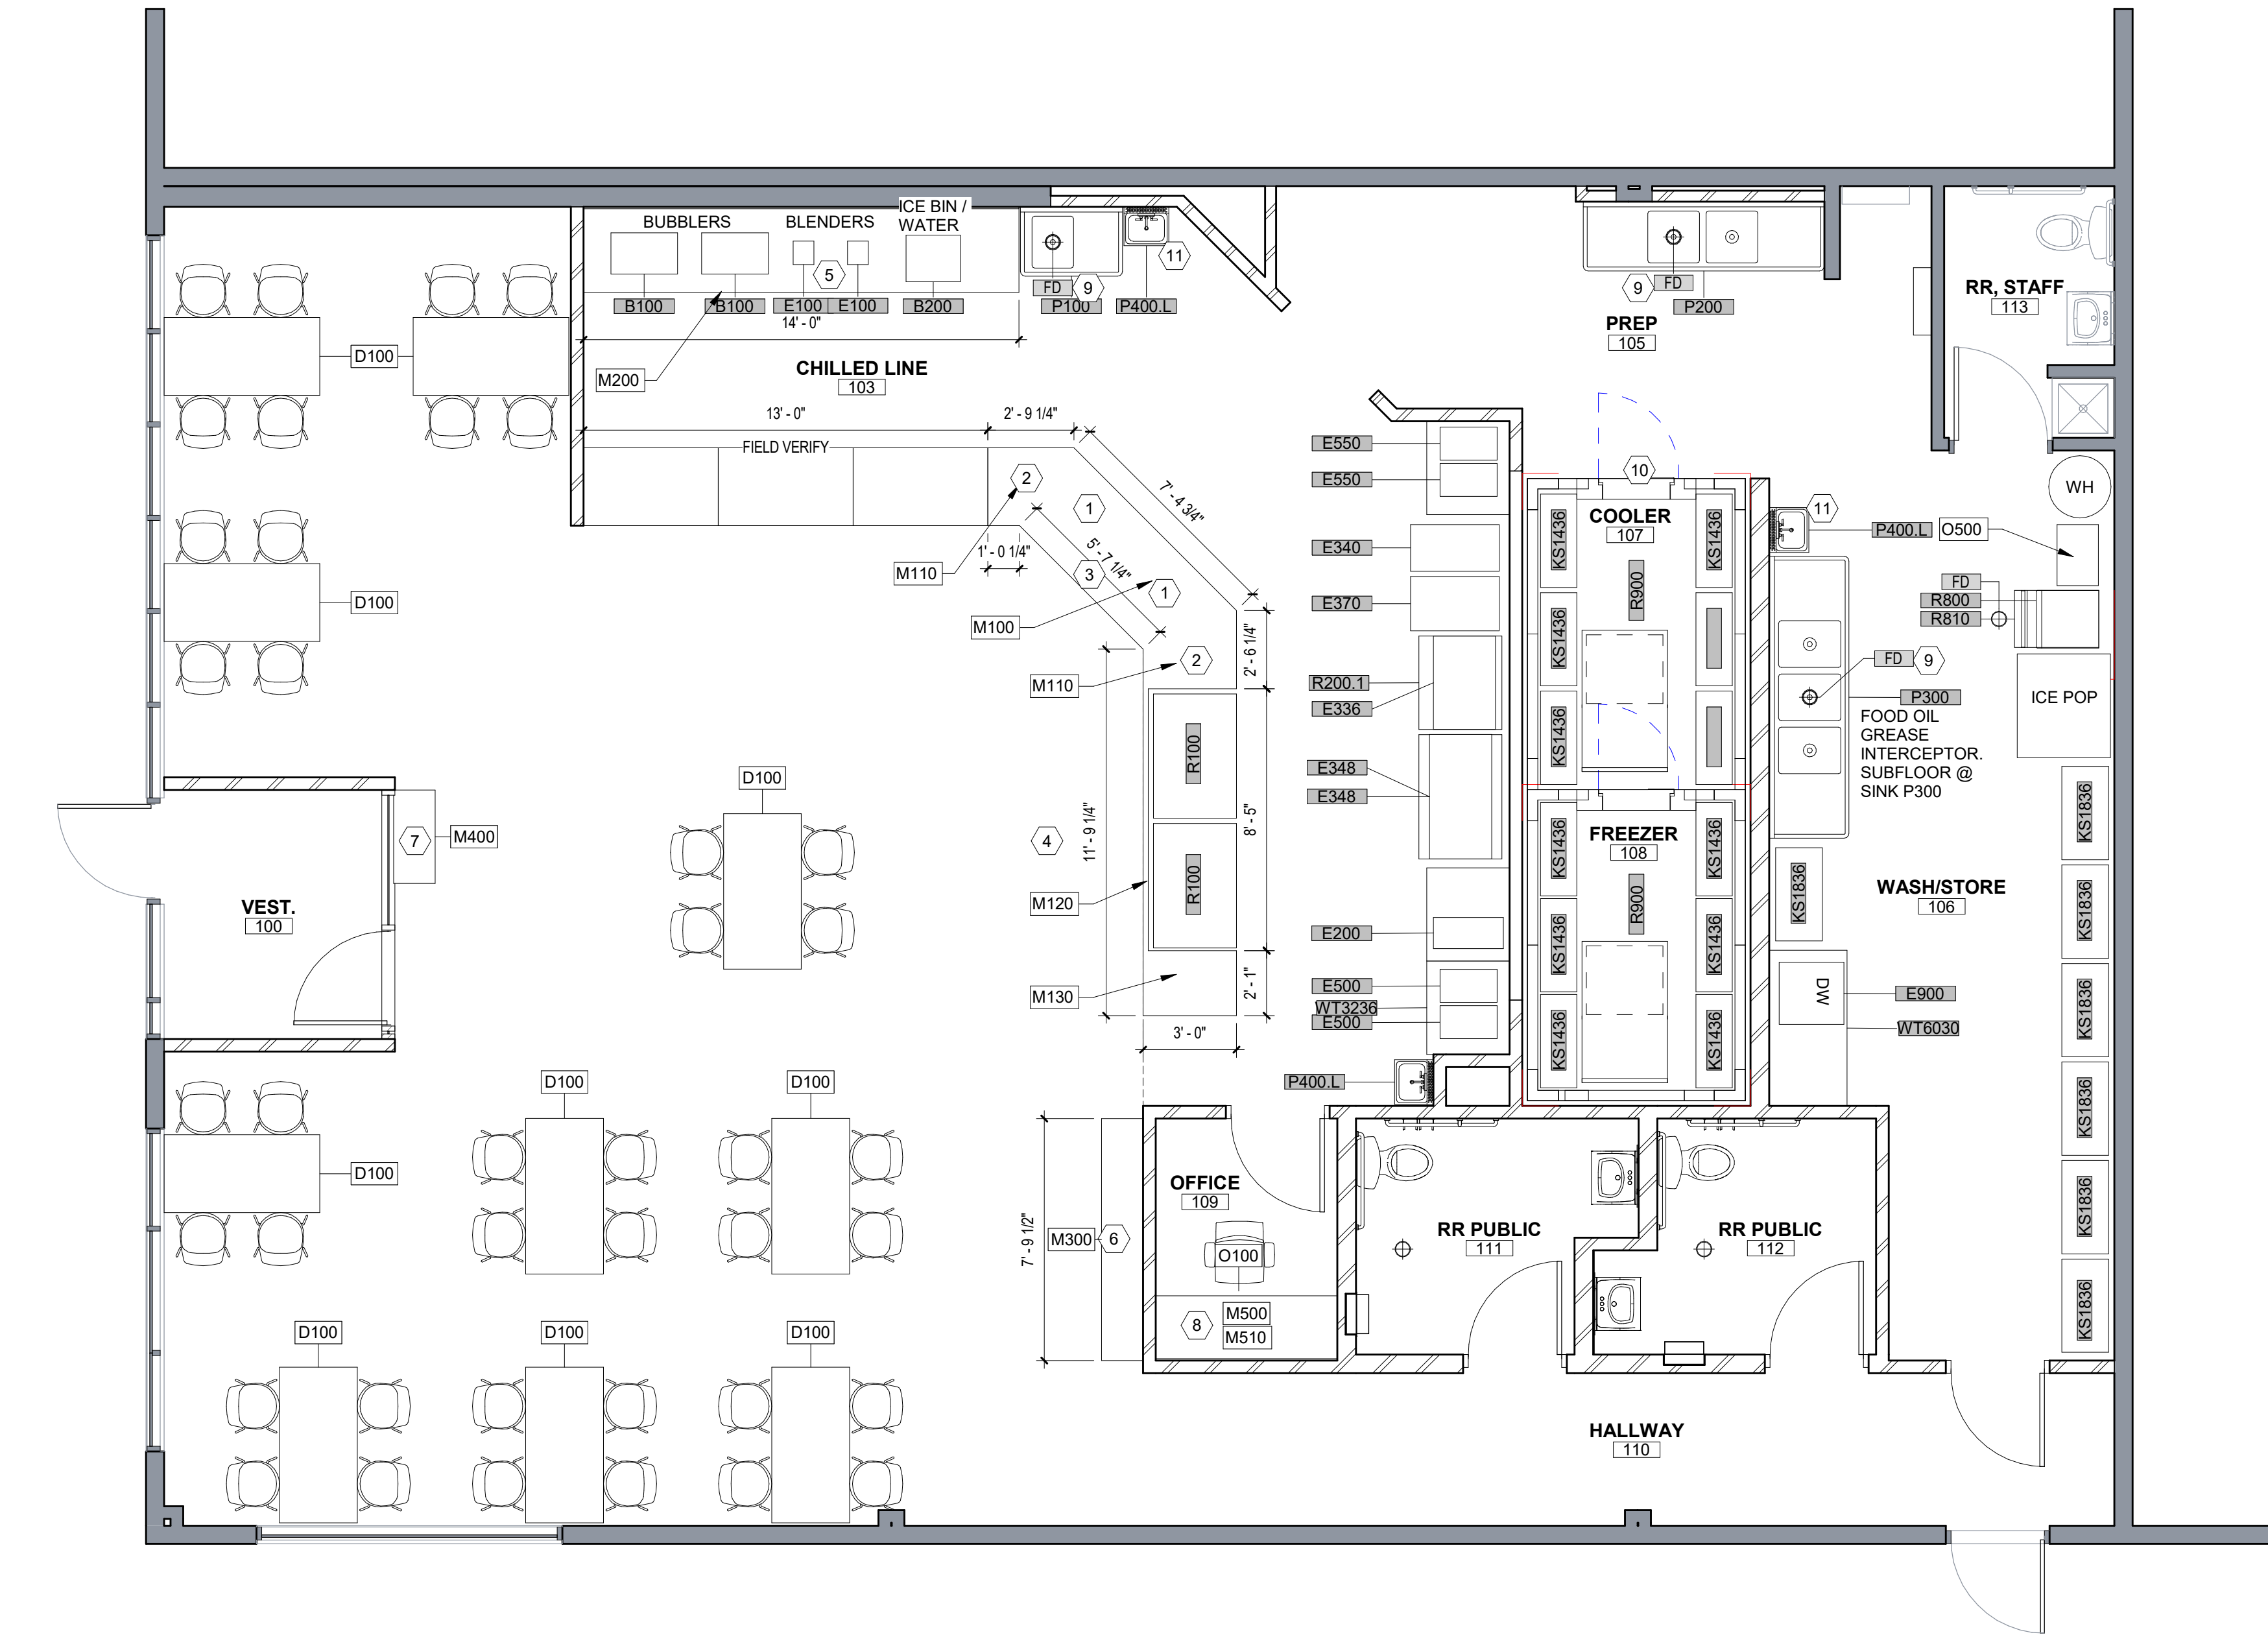 ICE BIN /
WATER
BUBBLERS
BLENDERS
5
11
FD
9
B100
B100
E100
E100
B200
P100
P400.L
14' - 0"
9
FD
P200
RR, STAFF
113
PREP
105
D100
M200
CHILLED LINE
103
13' - 0"
2' - 9 1/4"
FIELD VERIFY
7' - 4 3/4"
E550
E550
10
2
1
COOLER
107
KS1436
KS1436
WH
11
P400.L
O500
1' - 0 1/4"
5' - 7 1/4"
3
M110
E340
1
D100
M100
E370
R900
KS1436
FD
R800
R810
2
2' - 6 1/4"
M110
FD
9
R200.1
E336
KS1436
P300
ICE POP
FOOD OIL
GREASE
INTERCEPTOR.
SUBFLOOR @
SINK P300
R100
E348
E348
D100
7
M400
4
11' - 9 1/4"
8' - 5"
FREEZER
108
KS1436
KS1436
KS1836
R100
M120
R900
KS1836
WASH/STORE
106
KS1836
VEST.
100
E200
KS1436
KS1436
M130
2' - 1"
E500
WT3236
E500
DW
E900
WT6030
KS1836
3' - 0"
KS1436
KS1436
P400.L
D100
D100
KS1836
D100
OFFICE
109
7' - 9 1/2"
M300
6
O100
RR PUBLIC
111
RR PUBLIC
112
KS1836
D100
D100
D100
8
M500
M510
KS1836
HALLWAY
110